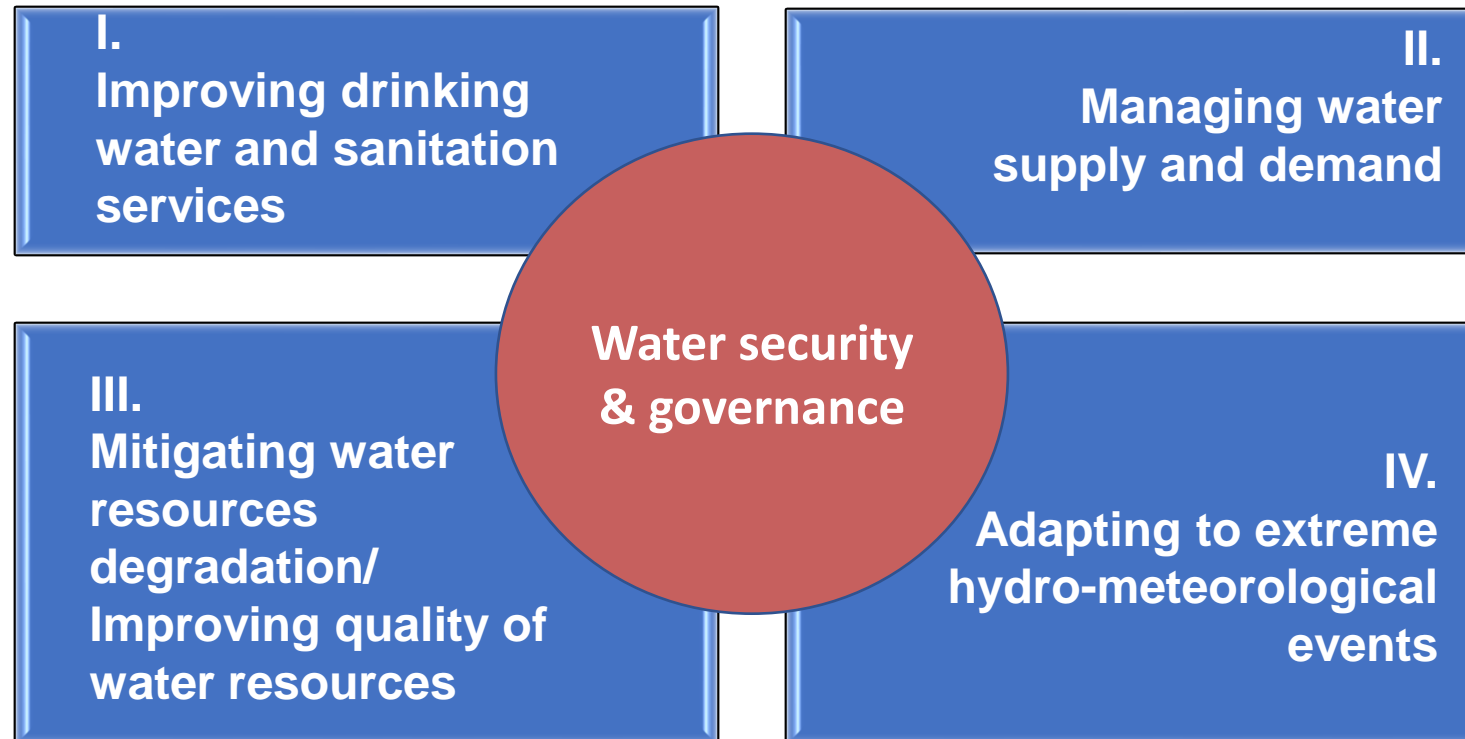 I.
Improving drinking
water and sanitation
services
II.
Managing water
supply and demand
Water security
& governance
III.
Mitigating water
resources
degradation/
Improving quality of
water resources
IV.
Adapting to extreme
hydro-meteorological
events